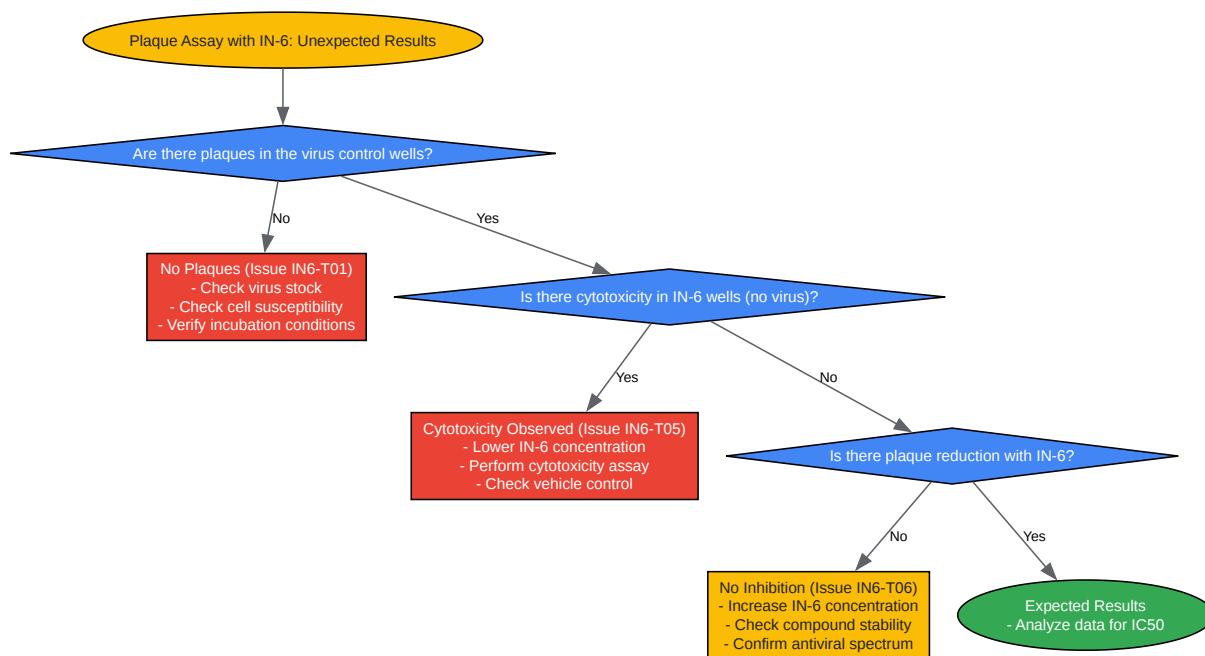 Plaque Assay with IN-6: Unexpected Results
Are there plaques in the virus control wells?
No
Yes
No Plaques (Issue IN6-T01)
- Check virus stock
- Check cell susceptibility
- Verify incubation conditions
Is there cytotoxicity in IN-6 wells (no virus)?
Yes
No
Cytotoxicity Observed (Issue IN6-T05)
- Lower IN-6 concentration
- Perform cytotoxicity assay
- Check vehicle control
Is there plaque reduction with IN-6?
No
Yes
No Inhibition (Issue IN6-T06)
- Increase IN-6 concentration
- Check compound stability
- Confirm antiviral spectrum
Expected Results
- Analyze data for IC50